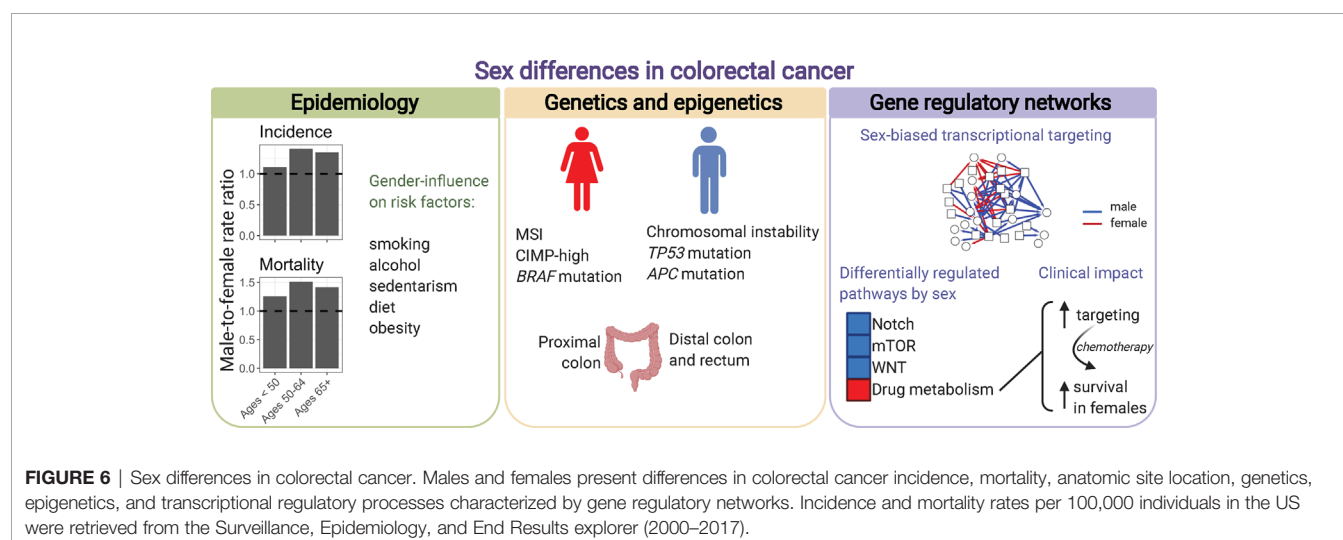 Sex differences in colorectal cancer
Epidemiology
Incidence
1.0
0.5
0.0
Mortality
1.5
1.0
0.5
0.0
Male-to-female rate ratio
Ages < 50
Ages 50-64
Ages 65+
Gender-influence
on risk factors:
smoking
alcohol
sedentarism
diet
obesity
Genetics and epigenetics
MSI
CIMP-high
BRAF mutation
Chromosomal instability
TP53 mutation
APC mutation
Proximal
colon
Distal colon
and rectum
Gene regulatory networks
Sex-biased transcriptional targeting
male
female
Differentially regulated
pathways by sex
Notch
mTOR
WNT
Drug metabolism
Clinical impact
targeting
chemotherapy
survival
in females
FIGURE 6 | Sex differences in colorectal cancer. Males and females present differences in colorectal cancer incidence, mortality, anatomic site location, genetics,
epigenetics, and transcriptional regulatory processes characterized by gene regulatory networks. Incidence and mortality rates per 100,000 individuals in the US
were retrieved from the Surveillance, Epidemiology, and End Results explorer (2000–2017).